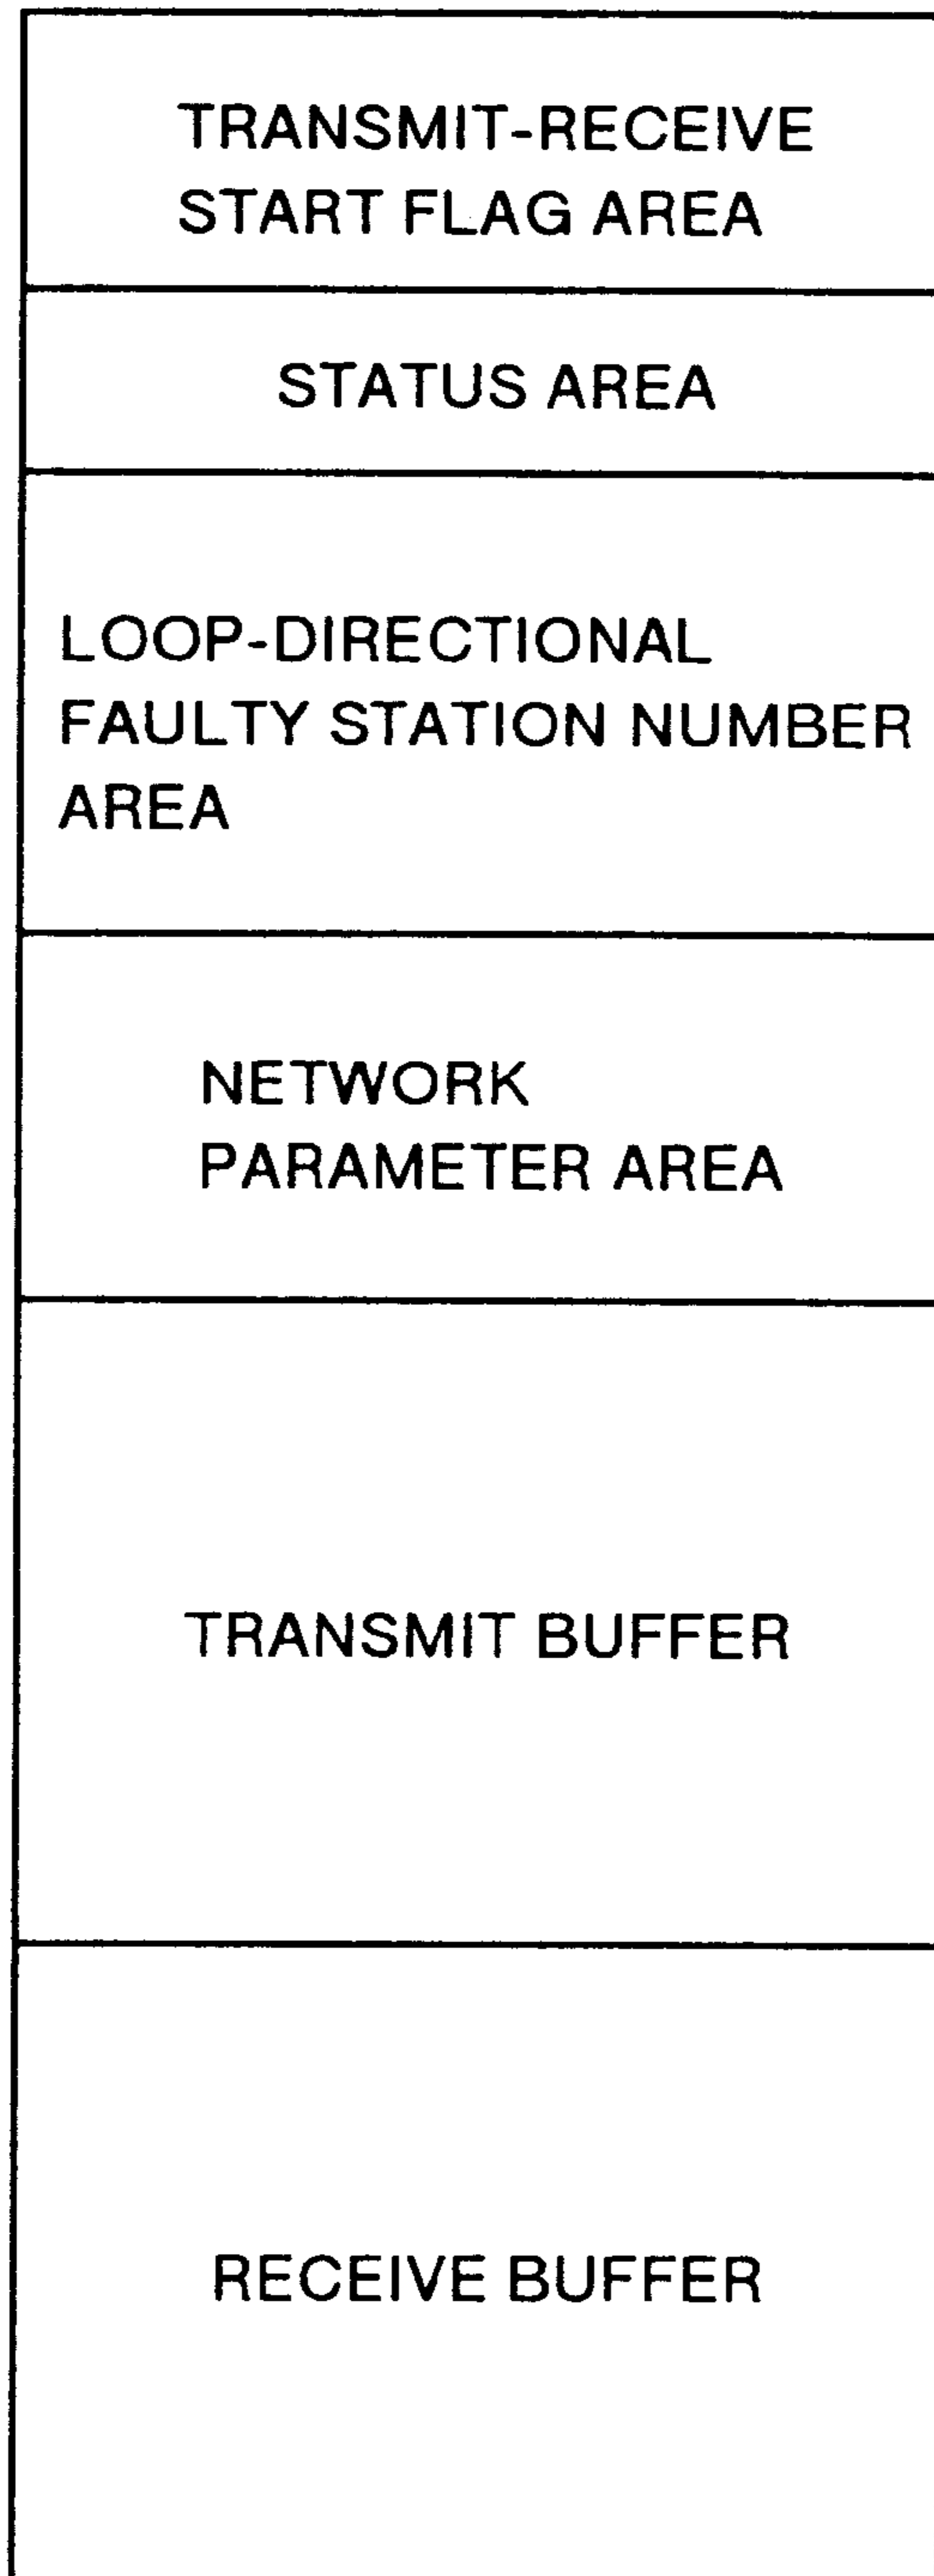 TRANSMIT-RECEIVE
START FLAG AREA
STATUS AREA
LOOP-DIRECTIONAL
FAULTY STATION NUMBER
AREA
NETWORK
PARAMETER AREA
TRANSMIT BUFFER
RECEIVE BUFFER